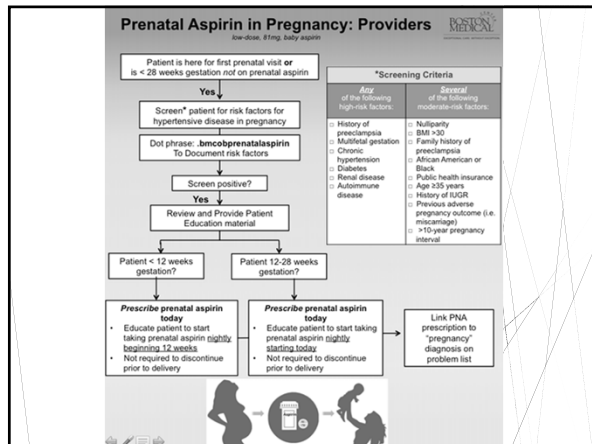 Prenatal Aspirin in Pregnancy: Providers
low-dose, 81mg, baby aspirin
BOSTON
MEDICAL
Patient is here for first prenatal visit or
is < 28 weeks gestation not on prenatal aspirin
Yes
Screen* patient for risk factors for
hypertensive disease in pregnancy
Dot phrase: .bmcobprenatalaspirin
To Document risk factors
Screen positive?
Yes
Review and Provide Patient
Education material
*Screening Criteria
Any
of the following
high-risk factors:
History of
preeclampsia
Multifetal gestation
Chronic
hypertension
Diabetes
Renal disease
Autoimmune
disease
Several
of the following
moderate-risk factors:
Nulliparity
BMI >30
Family history of
preeclampsia
African American or
Black
Public health insurance
Age ≥35 years
History of IUGR
Previous adverse
pregnancy outcome (i.e.
miscarriage)
>10-year pregnancy
interval
Patient < 12 weeks
gestation?
Patient 12-28 weeks
gestation?
Prescribe prenatal aspirin
today
• Educate patient to start
taking prenatal aspirin nightly
beginning 12 weeks
• Not required to discontinue
prior to delivery
Prescribe prenatal aspirin
today
• Educate patient to start taking
prenatal aspirin nightly
starting today
• Not required to discontinue
prior to delivery
Link PNA
prescription to
“pregnancy”
diagnosis on
problem list